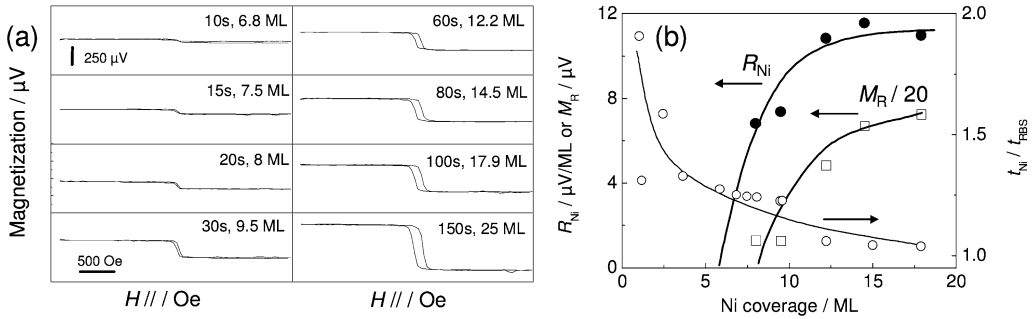 (a)
Magnetization / µV
10s, 6.8 ML
250 µV
15s, 7.5 ML
20s, 8 ML
30s, 9.5 ML
500 Oe
60s, 12.2 ML
80s, 14.5 ML
100s, 17.9 ML
150s, 25 ML
H // / Oe
H // / Oe
(b)
R_Ni / µV/ML or M_R / µV
12
8
4
0
R_Ni
M_R / 20
2.0
1.5
1.0
t_Ni / t_RBS
0 5 10 15 20
Ni coverage / ML